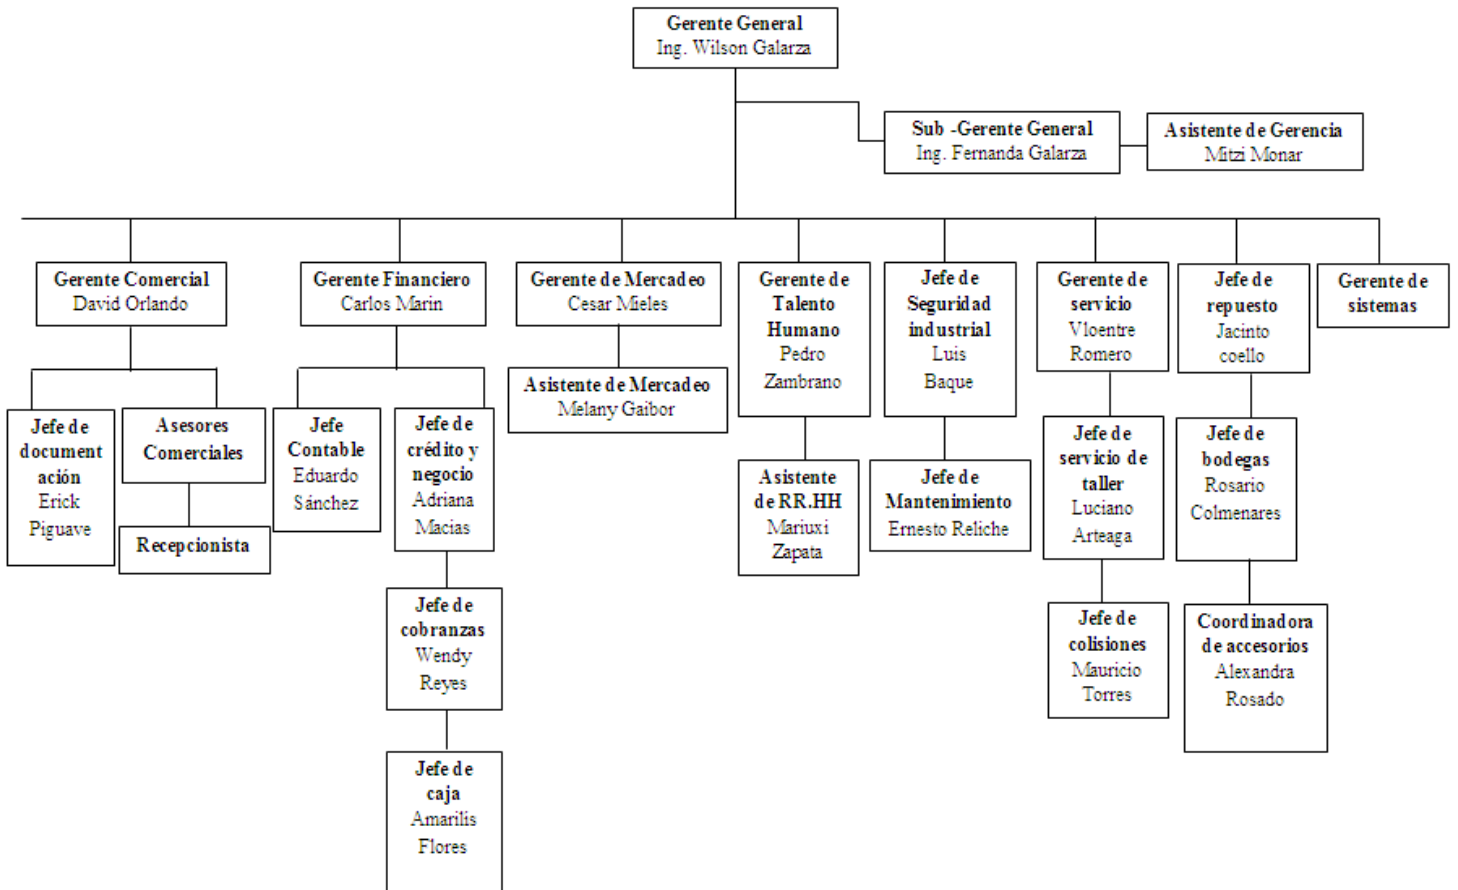 Gerente General
Ing. Wilson Galarza
Sub -Gerente General
Ing. Fernanda Galarza
Asistente de Gerencia
Mitzi Monar
Gerente Comercial
David Orlando
Gerente Financiero
Carlos Marin
Gerente de Mercadeo
Cesar Mieles
Gerente de
Talento
Humano
Pedro
Zambrano
Jefe de
Seguridad
industrial
Luis
Baque
Gerente de
servicio
Vloentre
Romero
Jefe de
repuesto
Jacinto
coello
Gerente de
sistemas
Jefe de
document
ación
Erick
Piguave
Asesores
Comerciales
Recepcionista
Jefe
Contable
Eduardo
Sánchez
Jefe de
crédito y
negocio
Adriana
Macias
Asistente de Mercadeo
Melany Gaibor
Asistente
de RR.HH
Mariuxi
Zapata
Jefe de
Mantenimiento
Ernesto Reliche
Jefe de
servicio de
taller
Luciano
Arteaga
Jefe de
bodegas
Rosario
Colmenares
Jefe de
cobranzas
Wendy
Reyes
Jefe de
colisiones
Mauricio
Torres
Coordinadora
de accesorios
Alexandra
Rosado
Jefe de
caja
Amarilis
Flores